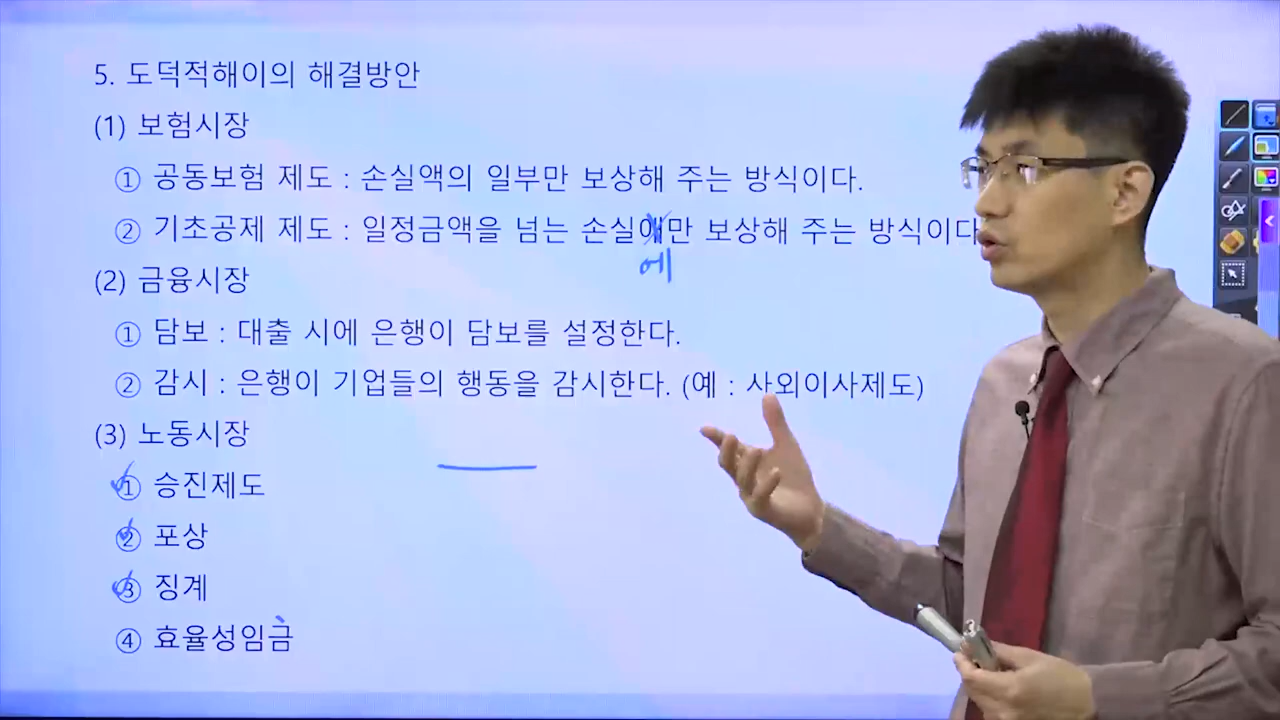 5. 도덕적해이의 해결방안
(1) 보험시장
① 공동보험 제도 : 손실액의 일부만 보상해 주는 방식이다.
② 기초공제 제도 : 일정금액을 넘는 손실애만 보상해 주는 방식이다
에
(2) 금융시장
① 담보 : 대출 시에 은행이 담보를 설정한다.
② 감시 : 은행이 기업들의 행동을 감시한다. (예 : 사외이사제도)
(3) 노동시장
① 승진제도
② 포상
③ 징계
④ 효율성임금